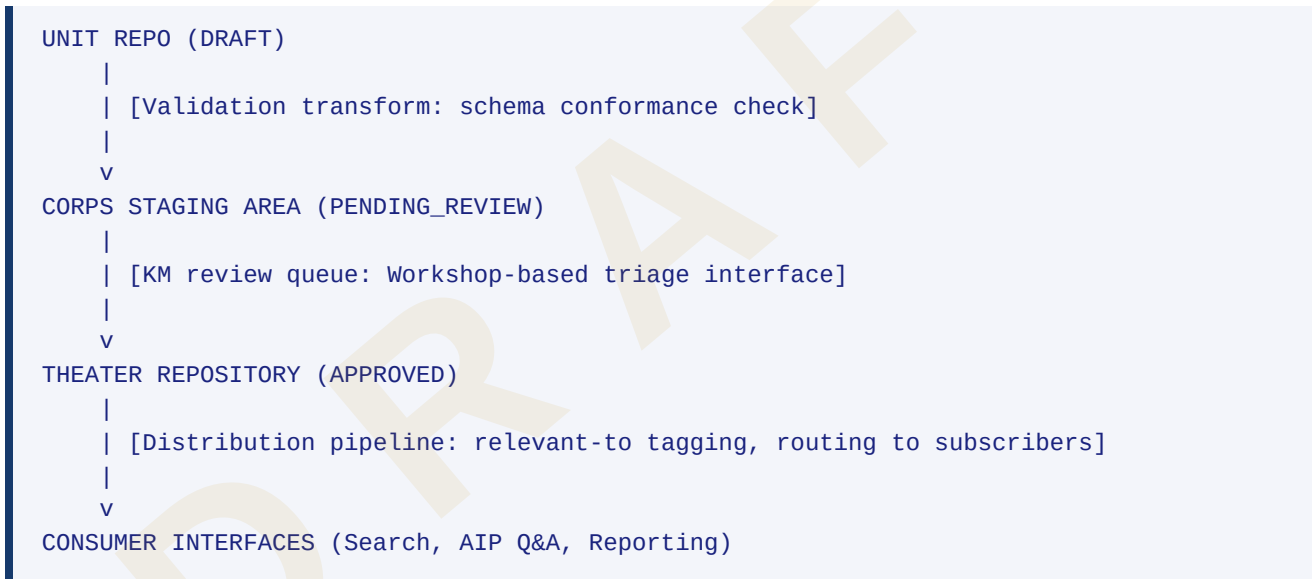 UNIT REPO (DRAFT)
|
| [Validation transform: schema conformance check]
|
v
CORPS STAGING AREA (PENDING_REVIEW)
|
| [KM review queue: Workshop-based triage interface]
|
v
THEATER REPOSITORY (APPROVED)
|
| [Distribution pipeline: relevant-to tagging, routing to subscribers]
|
v
CONSUMER INTERFACES (Search, AIP Q&A, Reporting)
DRAF